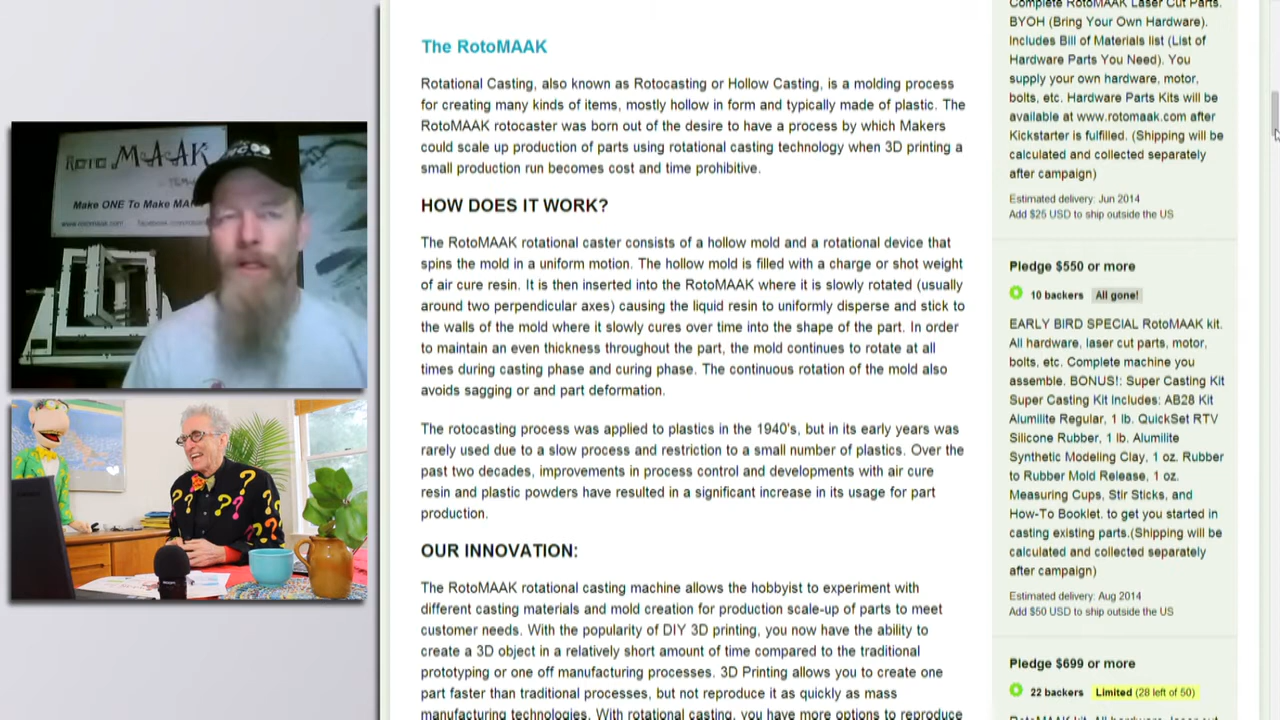 ROTO MAAK
Make ONE To Make MAN
The RotoMAAK
Rotational Casting, also known as Rotocasting or Hollow Casting, is a molding process
for creating many kinds of items, mostly hollow in form and typically made of plastic. The
RotoMAAK rotocaster was born out of the desire to have a process by which Makers
could scale up production of parts using rotational casting technology when 3D printing a
small production run becomes cost and time prohibitive.
HOW DOES IT WORK?
The RotoMAAK rotational caster consists of a hollow mold and a rotational device that
spins the mold in a uniform motion. The hollow mold is filled with a charge or shot weight
of air cure resin. It is then inserted into the RotoMAAK where it is slowly rotated (usually
around two perpendicular axes) causing the liquid resin to uniformly disperse and stick to
the walls of the mold where it slowly cures over time into the shape of the part. In order
to maintain an even thickness throughout the part, the mold continues to rotate at all
times during casting phase and curing phase. The continuous rotation of the mold also
avoids sagging or and part deformation.
The rotocasting process was applied to plastics in the 1940's, but in its early years was
rarely used due to a slow process and restriction to a small number of plastics. Over the
past two decades, improvements in process control and developments with air cure
resin and plastic powders have resulted in a significant increase in its usage for part
production.
OUR INNOVATION:
The RotoMAAK rotational casting machine allows the hobbyist to experiment with
different casting materials and mold creation for production scale-up of parts to meet
customer needs. With the popularity of DIY 3D printing, you now have the ability to
create a 3D object in a relatively short amount of time compared to the traditional
prototyping or one off manufacturing processes. 3D Printing allows you to create one
part faster than traditional processes, but not reproduce it as quickly as mass
manufacturing technologies. With rotational casting, you have more options to reproduce
Complete RotoMAAK Laser Cut Parts.
BYOH (Bring Your Own Hardware).
Includes Bill of Materials list (List of
Hardware Parts You Need). You
supply your own hardware, motor,
bolts, etc. Hardware Parts Kits will be
available at www.rotomaak.com after
Kickstarter is fulfilled. (Shipping will be
calculated and collected separately
after campaign)
Estimated delivery: Jun 2014
Add $25 USD to ship outside the US
Pledge $550 or more
10 backers All gone!
EARLY BIRD SPECIAL RotoMAAK kit.
All hardware, laser cut parts, motor,
bolts, etc. Complete machine you
assemble. BONUS!: Super Casting Kit
Super Casting Kit Includes: AB28 Kit
Alumilite Regular, 1 lb. QuickSet RTV
Silicone Rubber, 1 lb. Alumilite
Synthetic Modeling Clay, 1 oz. Rubber
to Rubber Mold Release, 1 oz.
Measuring Cups, Stir Sticks, and
How-To Booklet. to get you started in
casting existing parts.(Shipping will be
calculated and collected separately
after campaign)
Estimated delivery: Aug 2014
Add $50 USD to ship outside the US
Pledge $699 or more
22 backers Limited (28 left of 50)